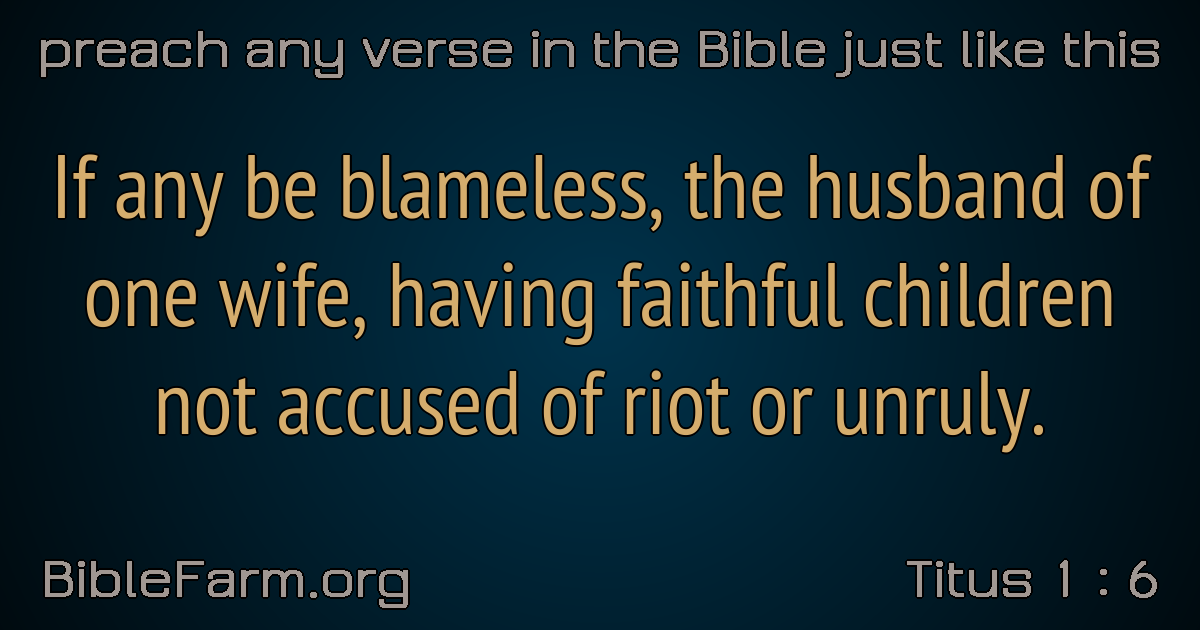 preach any verse in the Bible just like this
If any be blameless, the husband of
one wife, having faithful children
not accused of riot or unruly.
BibleFarm.org
Titus 1 : 6